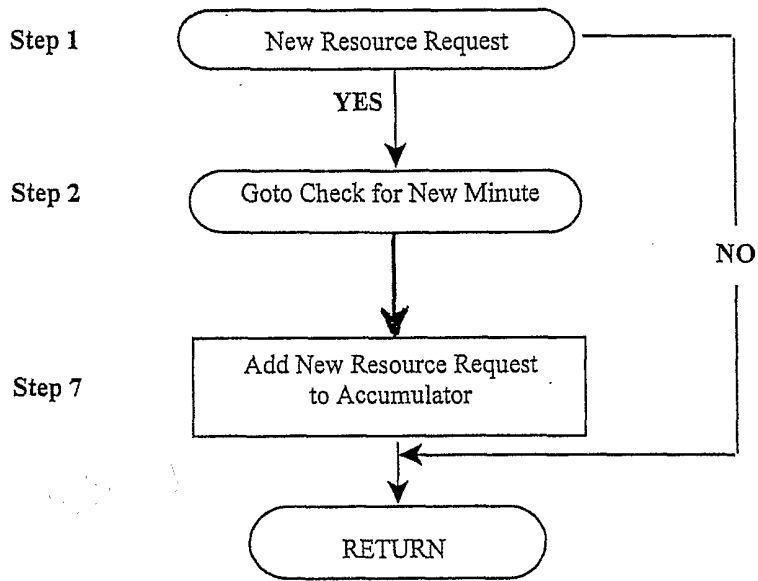 Step 1
New Resource Request
YES
Step 2
Goto Check for New Minute
NO
Step 7
Add New Resource Request
to Accumulator
RETURN